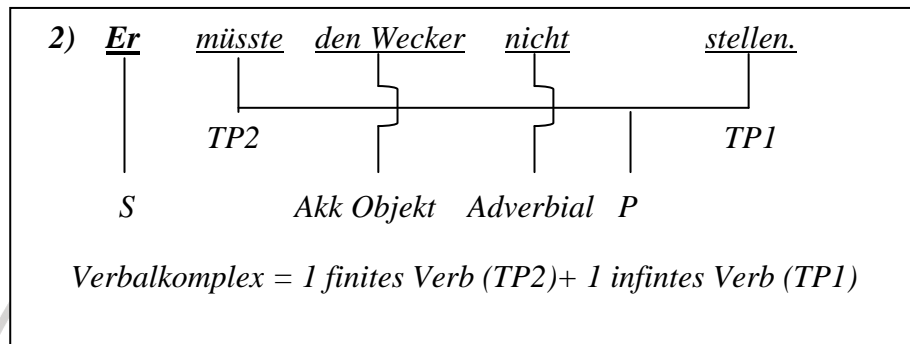 2) Er müsste den Wecker nicht stellen.
TP2 TP1
S Akk Objekt Adverbial P
Verbalkomplex = 1 finites Verb (TP2)+ 1 infintes Verb (TP1)